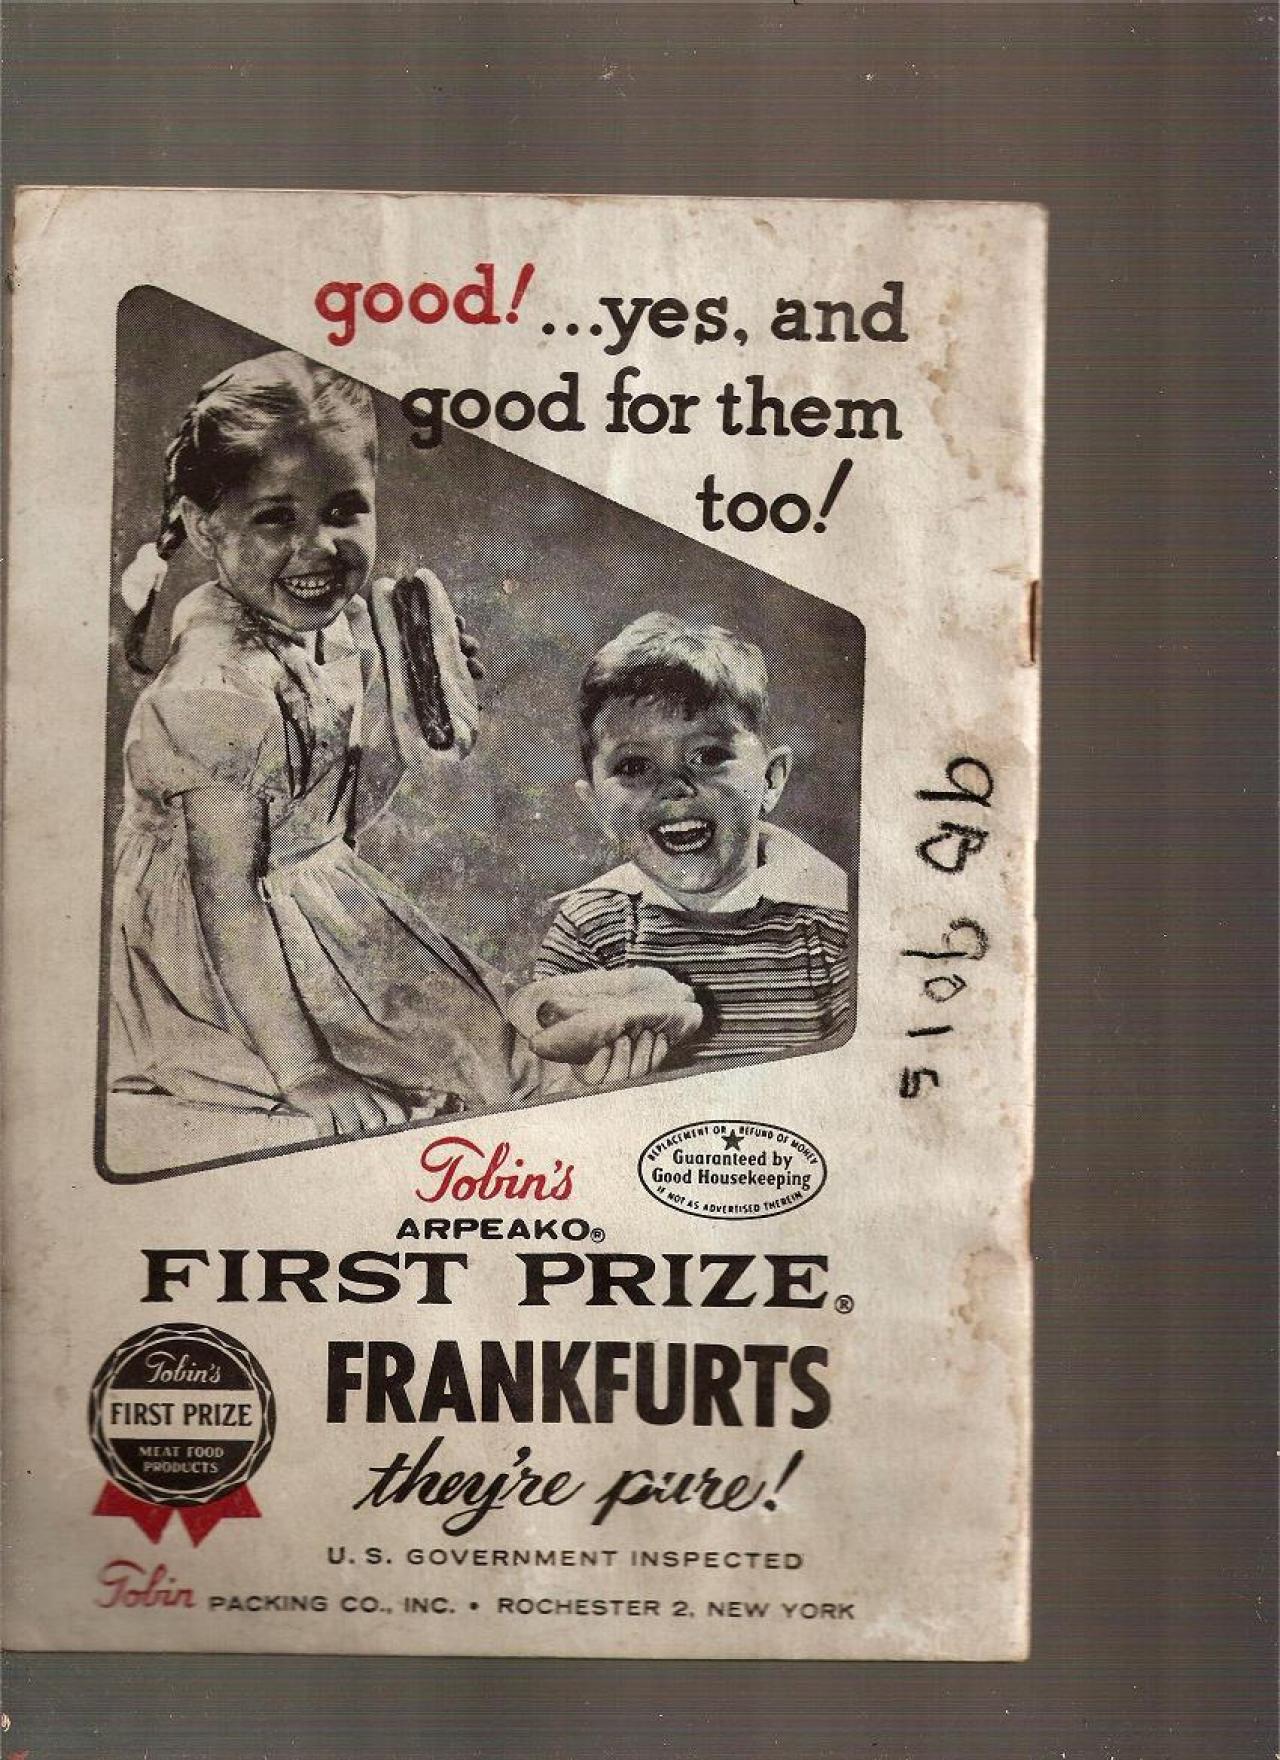 good! ...yes, and
good for them
too!
REPLACEMENT OR REFUND OF MONEY
Guaranteed by
Good Housekeeping
IF NOT AS ADVERTISED THEREIN
Tobin's
ARPEAKO®
FIRST PRIZE®
FRANKFURTS
they're pure!
Tobin's
FIRST PRIZE
MEAT FOOD
PRODUCTS
U. S. GOVERNMENT INSPECTED
Tobin PACKING CO., INC. • ROCHESTER 2, NEW YORK